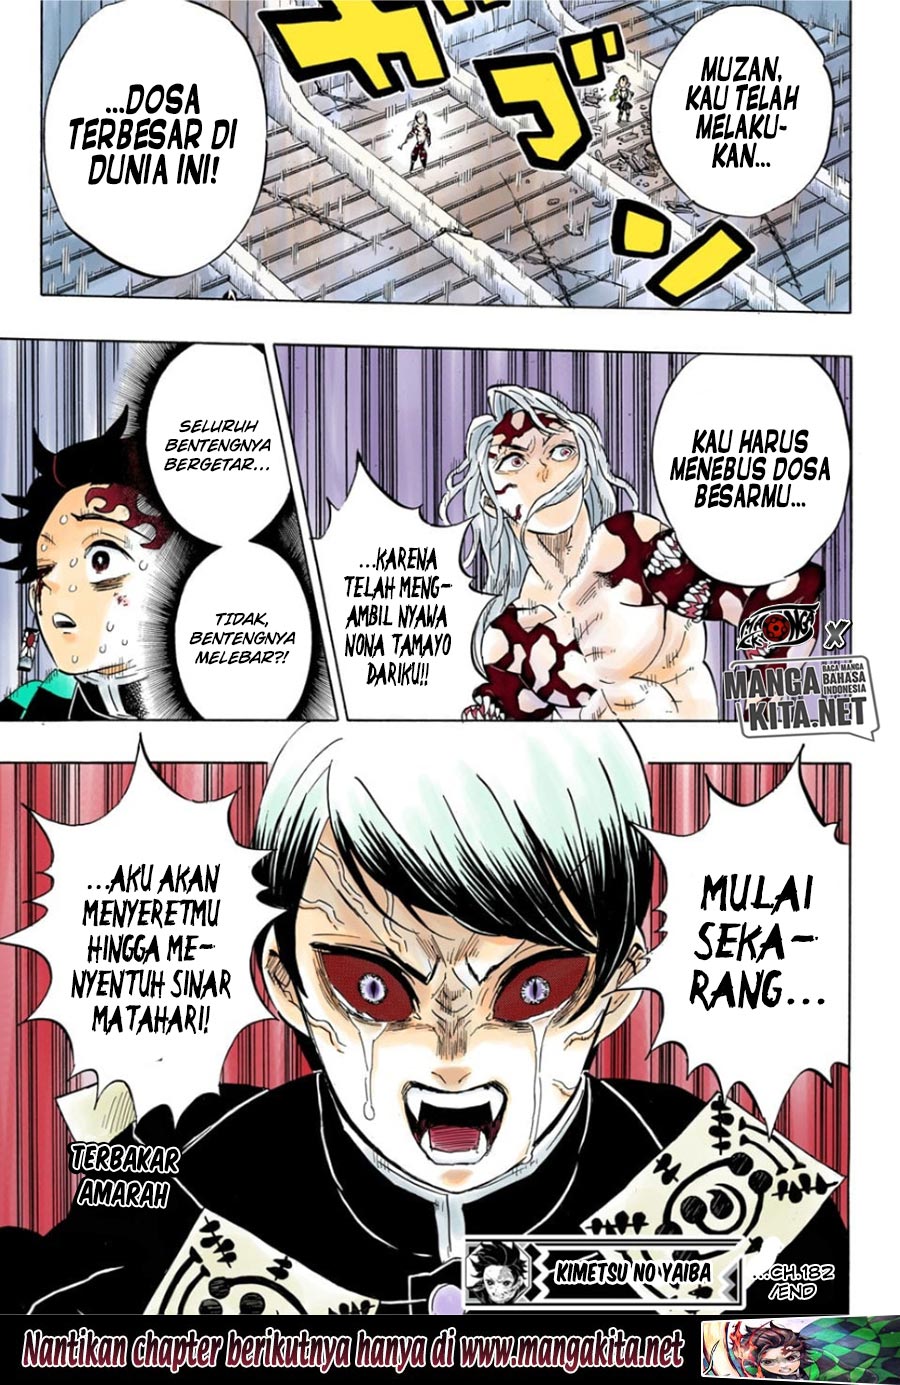 MUZAN,
KAU TELAH
MELAKU-
KAN...
...DOSA
TERBESAR DI
DUNIA INI!
ガゴン
KAU HARUS
MENEBUS DOSA
BESARMU...
...KARENA
TELAH MENG-
AMBIL NYAWA
NONA TAMAYO
DARIKU!!
SELURUH
BENTENGNYA
BERGETAR...
TIDAK,
BENTENGNYA
MELEBAR?!
X
MANGA
KITA.NET
BACA MANGA
BAHASA
INDONESIA
MULAI
SEKA-
RANG...
...AKU AKAN
MENYERETMU
HINGGA ME-
NYENTUH SINAR
MATAHARI!
TERBAKAR
AMARAH
KIMETSU NO YAIBA
...CH.182
/END
Nantikan chapter berikutnya hanya di www.mangakita.net